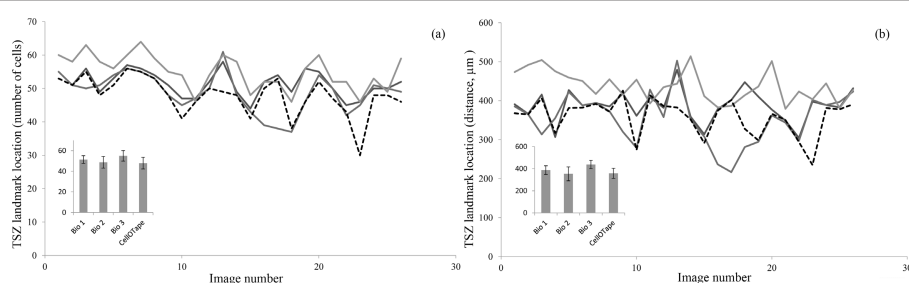 (a)
TSZ landmark location (number of cells)
70
60
50
40
30
20
10
0
60
40
20
0
Bio 1
Bio 2
Bio 3
CellOTape
0
10
20
30
Image number
(b)
TSZ landmark location (distance, μm )
600
500
400
300
200
100
0
600
400
200
0
Bio 1
Bio 2
Bio 3
CellOTape
0
10
20
30
Image number